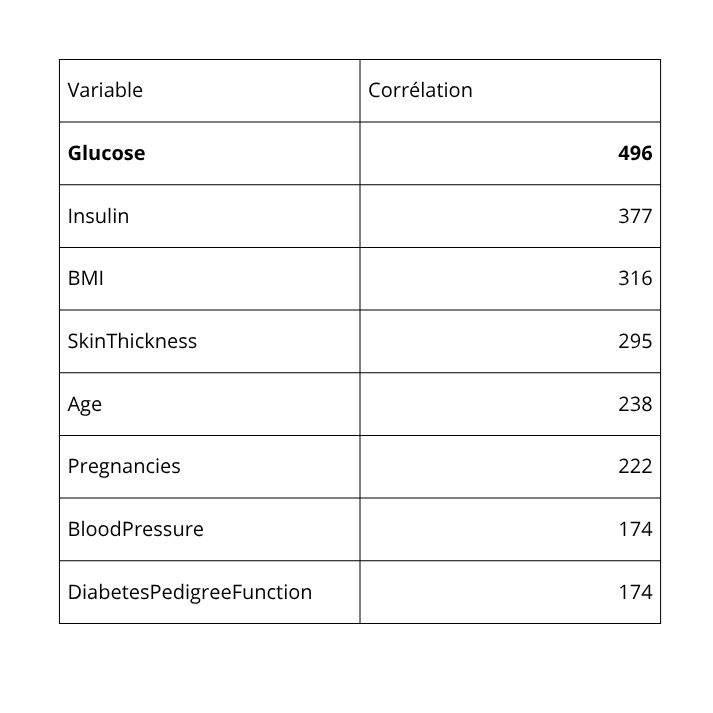 Variable Corrélation
Glucose 496
Insulin 377
BMI 316
SkinThickness 295
Age 238
Pregnancies 222
BloodPressure 174
DiabetesPedigreeFunction 174